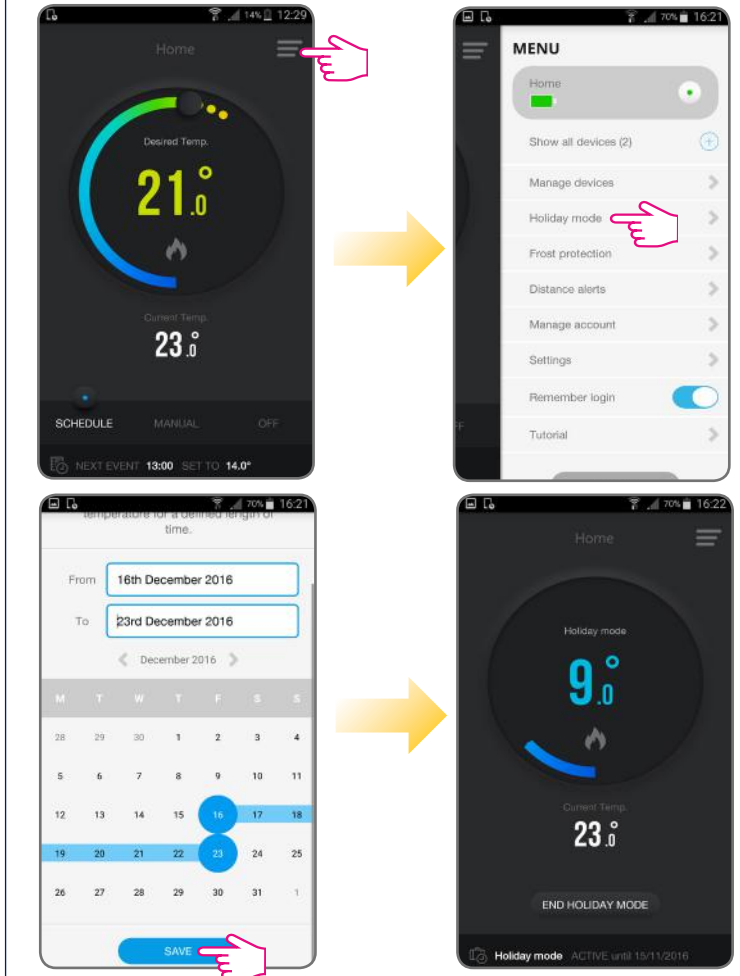 14% 12:29
Home
Desired Temp.
21.0°
Current Temp.
23.0°
SCHEDULE MANUAL OFF
NEXT EVENT 13:00 SET TO 14.0°
70% 16:21
MENU
Home
Show all devices (2)
Manage devices
Holiday mode
Frost protection
Distance alerts
Manage account
Settings
Remember login
Tutorial
70% 16:21
temperature for a defined length of
time.
From 16th December 2016
To 23rd December 2016
December 2016
M T W T F S S
28 29 30 1 2 3 4
5 6 7 8 9 10 11
12 13 14 15 16 17 18
19 20 21 22 23 24 25
26 27 28 29 30 31 1
SAVE
70% 16:22
Home
Holiday mode
9.0°
Current Temp.
23.0°
END HOLIDAY MODE
Holiday mode ACTIVE until 15/11/2016